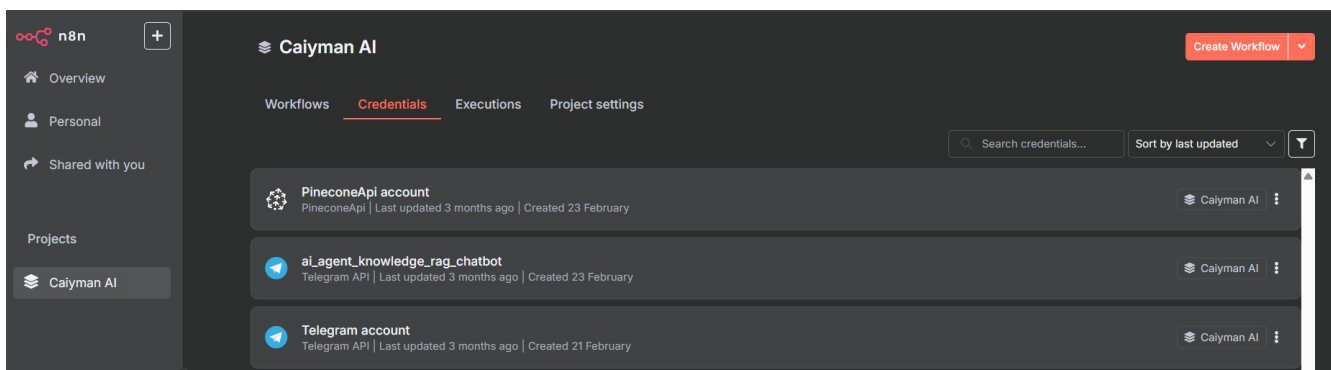 n8n
+
Overview
Personal
Shared with you
Projects
Caiyman AI
Caiyman AI
Create Workflow
Workflows Credentials Executions Project settings
Search credentials... Sort by last updated
PineconeApi account
PineconeApi | Last updated 3 months ago | Created 23 February
Caiyman AI
ai_agent_knowledge_rag_chatbot
Telegram API | Last updated 3 months ago | Created 23 February
Caiyman AI
Telegram account
Telegram API | Last updated 3 months ago | Created 21 February
Caiyman AI